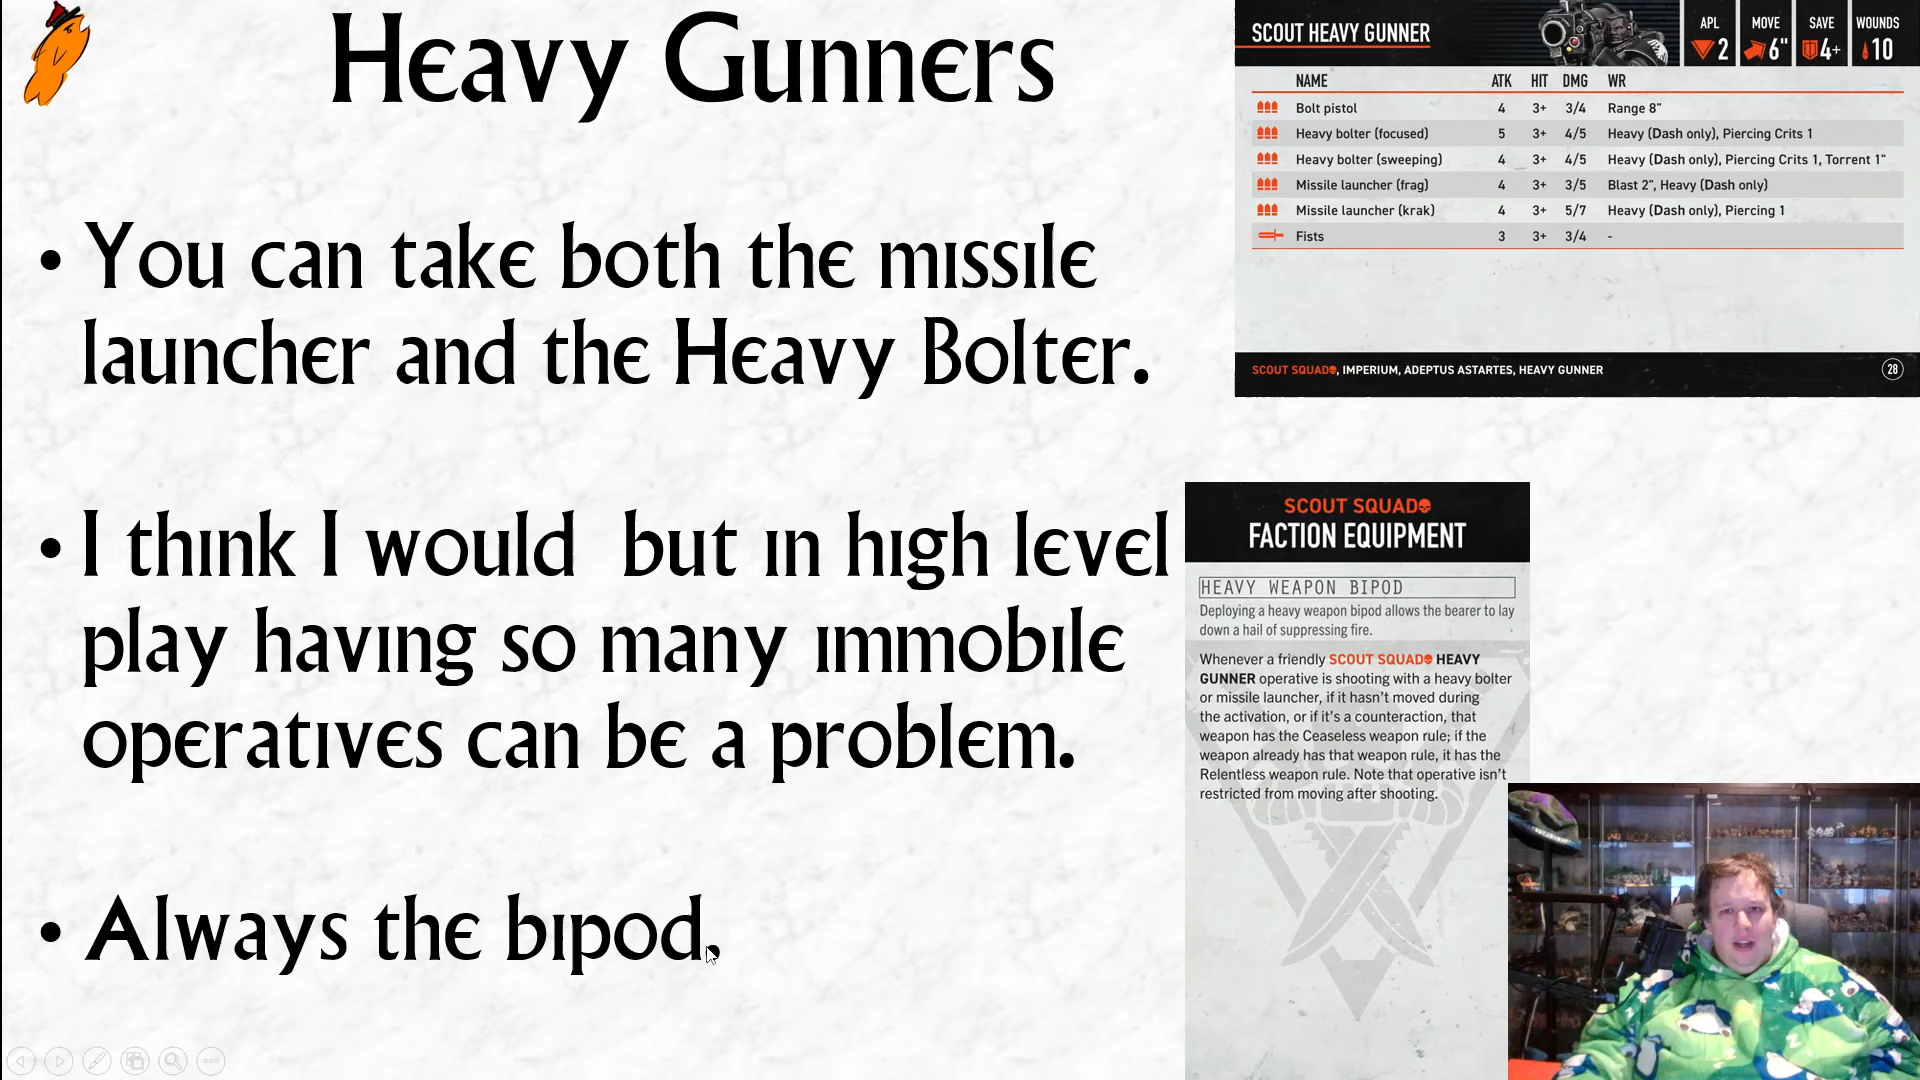 Heavy Gunners
• You can take both the missile
launcher and the Heavy Bolter.
• I think I would  but in high level
play having so many immobile
operatives can be a problem.
• Always the bipod.
SCOUT HEAVY GUNNER
APL MOVE SAVE WOUNDS
2 6" 4+ 10
NAME ATK HIT DMG WR
Bolt pistol 4 3+ 3/4 Range 8"
Heavy bolter (focused) 5 3+ 4/5 Heavy (Dash only), Piercing Crits 1
Heavy bolter (sweeping) 4 3+ 4/5 Heavy (Dash only), Piercing Crits 1, Torrent 1"
Missile launcher (frag) 4 3+ 3/5 Blast 2", Heavy (Dash only)
Missile launcher (krak) 4 3+ 5/7 Heavy (Dash only), Piercing 1
Fists 3 3+ 3/4 -
SCOUT SQUAD, IMPERIUM, ADEPTUS ASTARTES, HEAVY GUNNER 28
SCOUT SQUAD
FACTION EQUIPMENT
HEAVY WEAPON BIPOD
Deploying a heavy weapon bipod allows the bearer to lay
down a hail of suppressing fire.
Whenever a friendly SCOUT SQUAD HEAVY
GUNNER operative is shooting with a heavy bolter
or missile launcher, if it hasn't moved during
the activation, or if it's a counteraction, that
weapon has the Ceaseless weapon rule; if the
weapon already has that weapon rule, it has the
Relentless weapon rule. Note that operative isn't
restricted from moving after shooting.